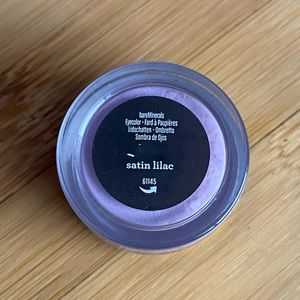 bareMinerals
Eyecolor • Fard à Paupières
Lidschatten • Ombretto
Sombra de Ojos
satin lilac
61145